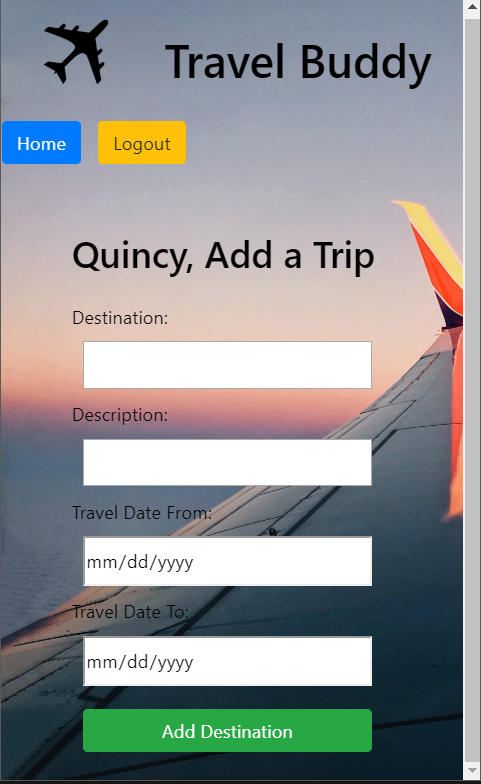 Travel Buddy
Home Logout
Quincy, Add a Trip
Destination:
Description:
Travel Date From:
mm/dd/yyyy
Travel Date To:
mm/dd/yyyy
Add Destination